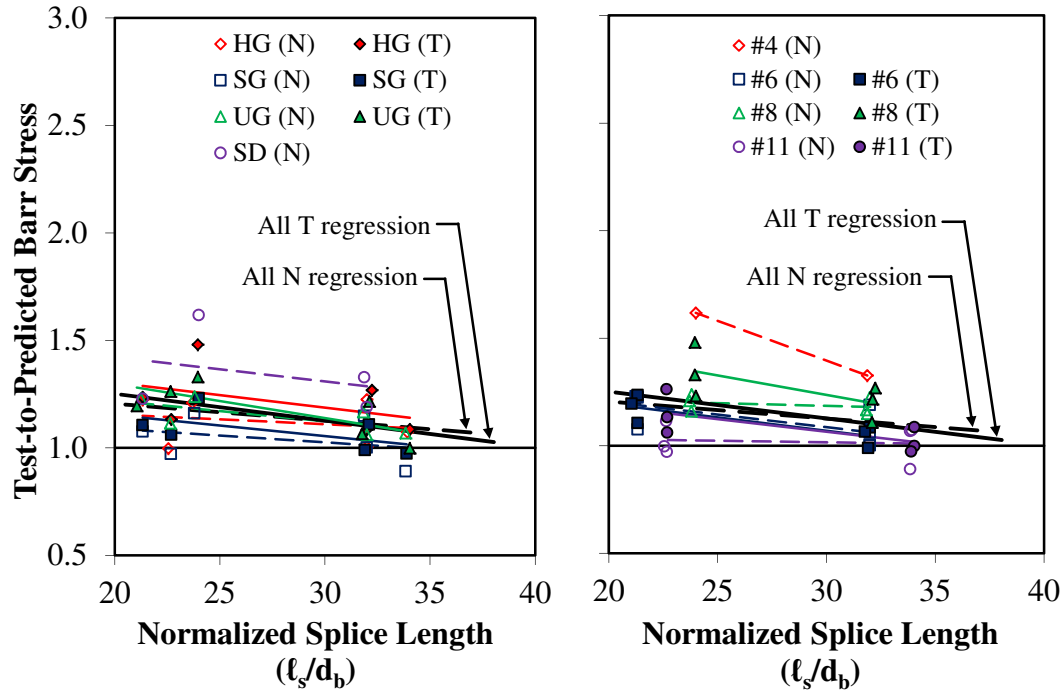 Test-to-Predicted Barr Stress
3.0
2.5
2.0
1.5
1.0
0.5
HG (N)
HG (T)
SG (N)
SG (T)
UG (N)
UG (T)
SD (N)
All T regression
All N regression
20
25
30
35
40
Normalized Splice Length
(ℓs/db)
#4 (N)
#6 (N)
#6 (T)
#8 (N)
#8 (T)
#11 (N)
#11 (T)
All T regression
All N regression
20
25
30
35
40
Normalized Splice Length
(ℓs/db)